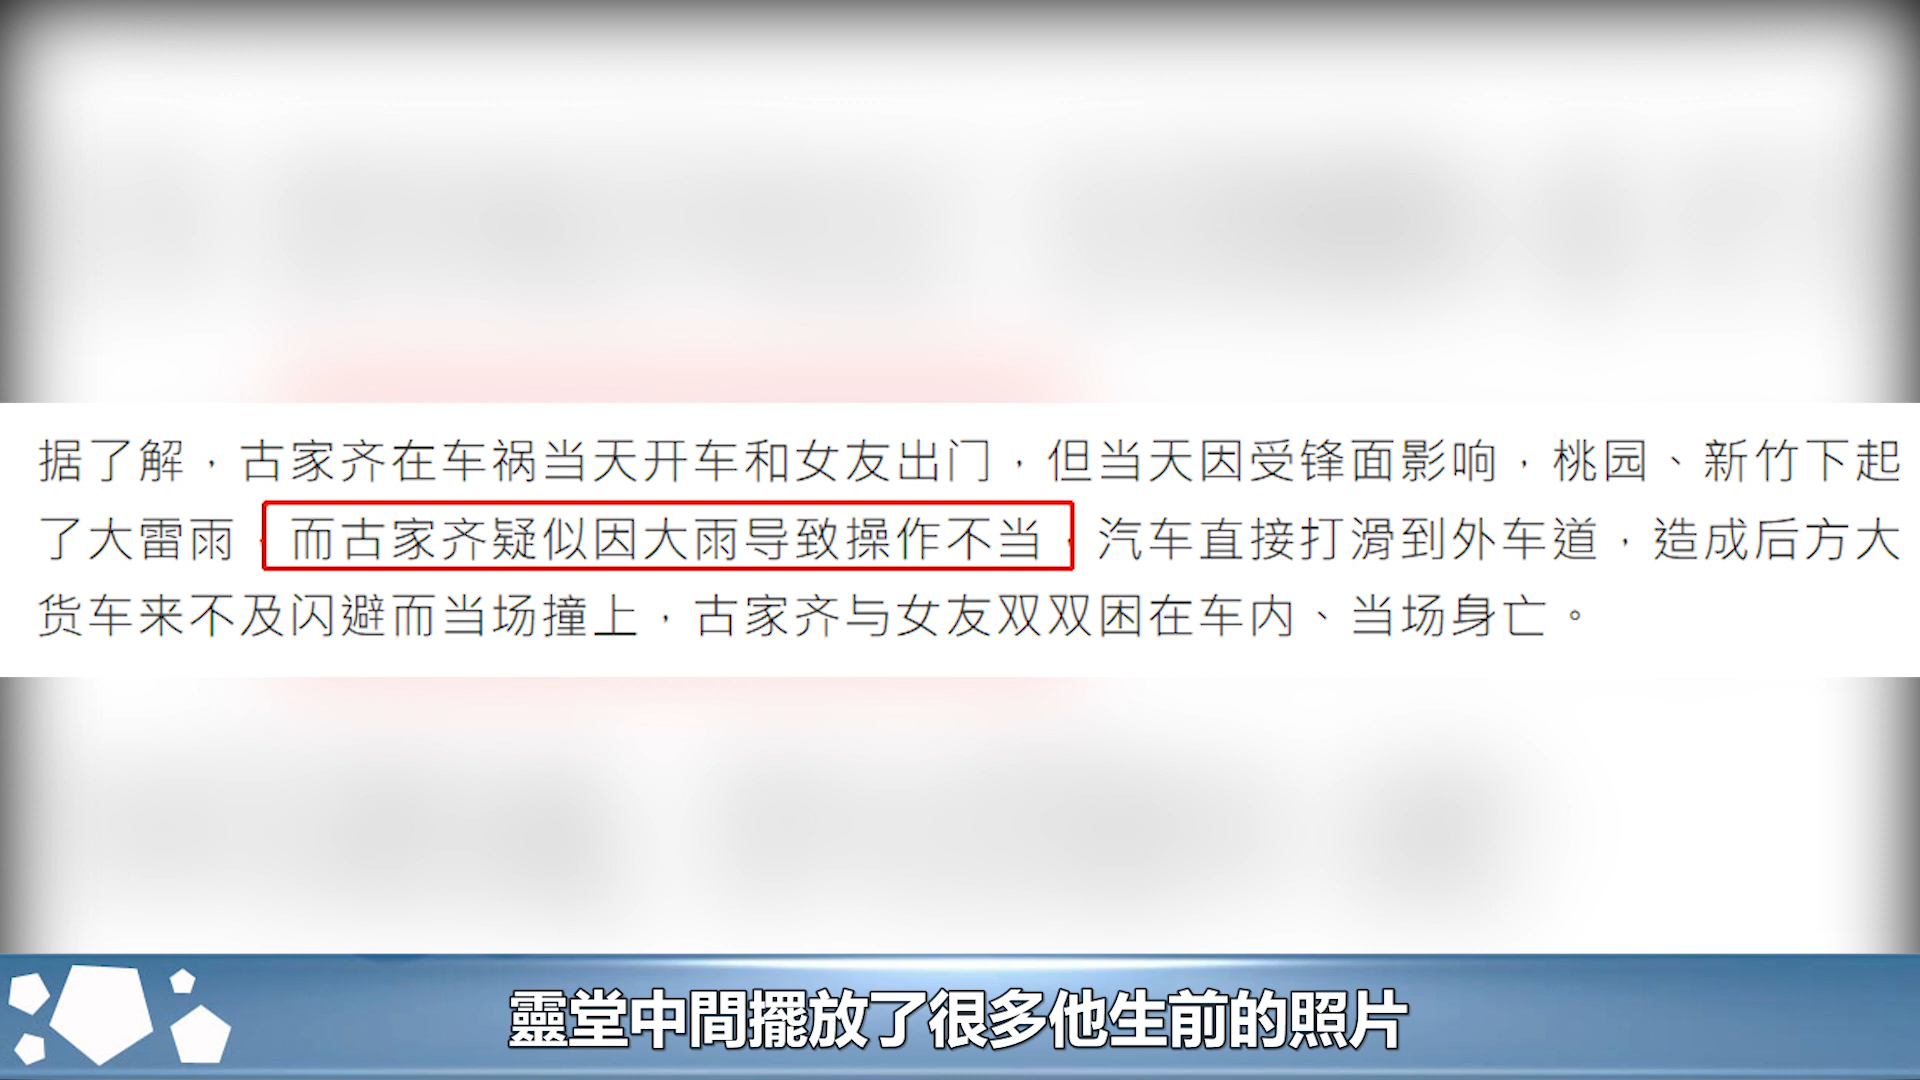 据了解，古家齐在车祸当天开车和女友出门，但当天因受锋面影响，桃园、新竹下起
了大雷雨，而古家齐疑似因大雨导致操作不当，汽车直接打滑到外车道，造成后方大
货车来不及闪避而当场撞上，古家齐与女友双双困在车内、当场身亡。
靈堂中間擺放了很多他生前的照片